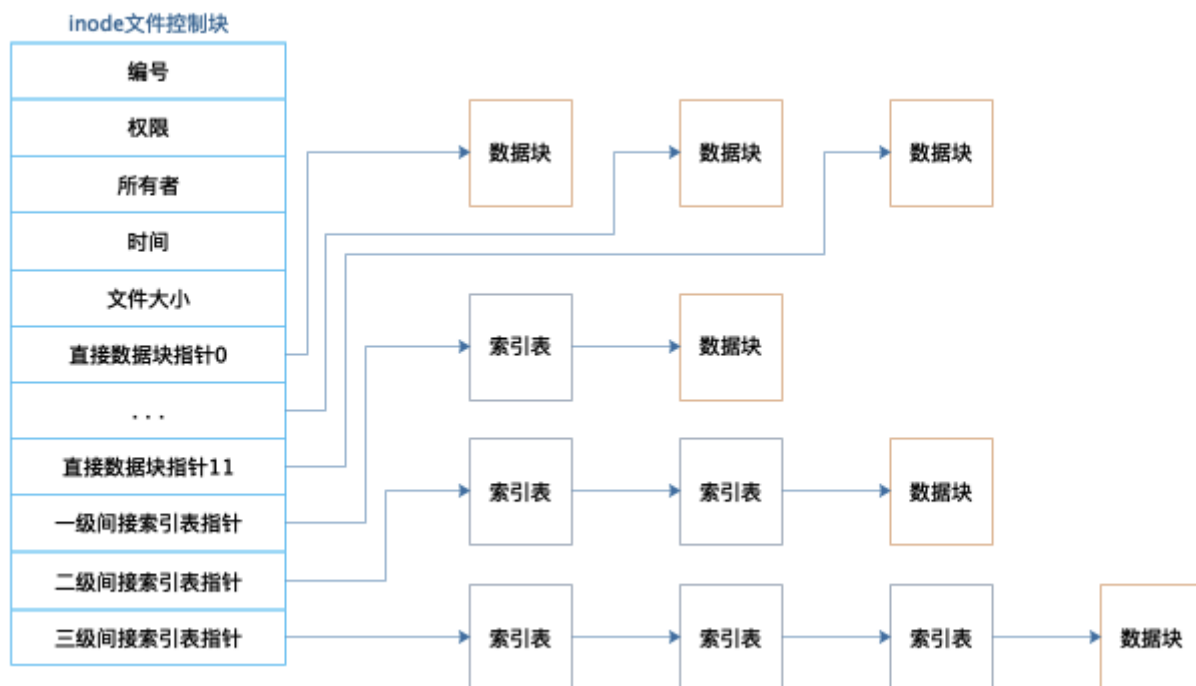 inode文件控制块
编号
权限
所有者
时间
文件大小
直接数据块指针0
...
直接数据块指针11
一级间接索引表指针
二级间接索引表指针
三级间接索引表指针
数据块 数据块 数据块
索引表 数据块
索引表 索引表 数据块
索引表 索引表 索引表 数据块